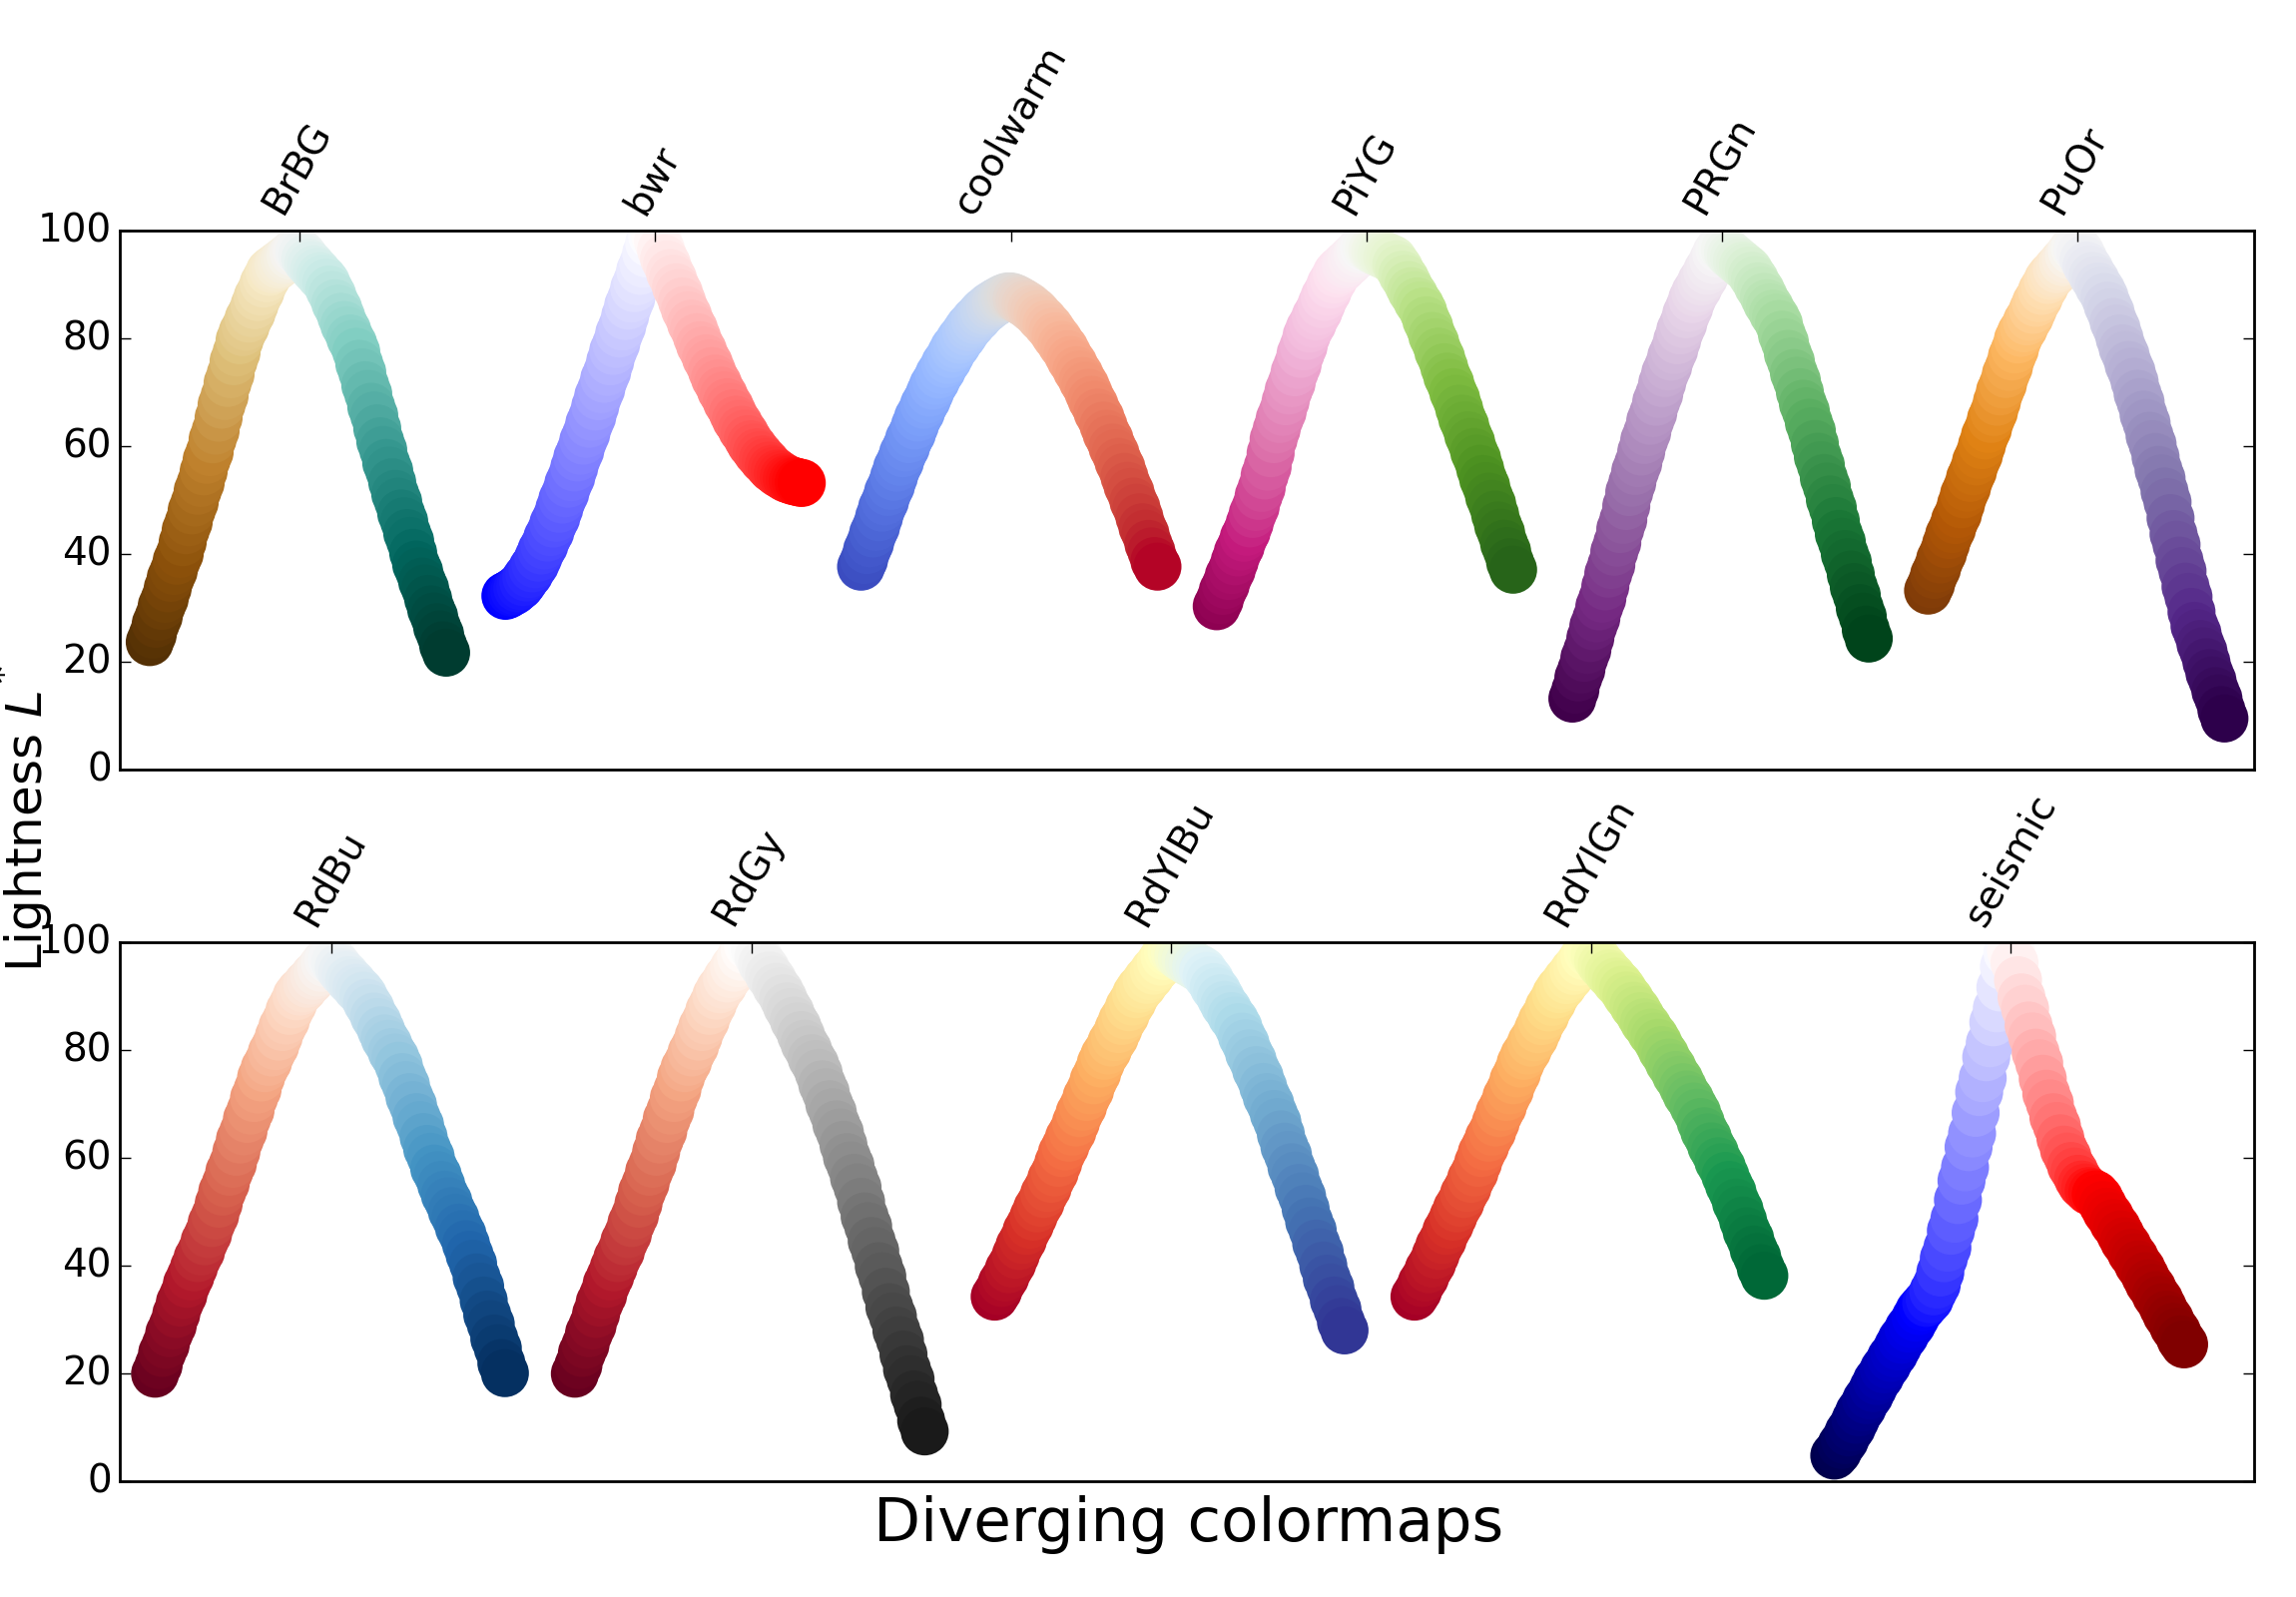 BrBG
bwr
coolwarm
PiYG
PRGn
PuOr
100
80
60
40
20
0
Lightness L*
RdBu
RdGy
RdYlBu
RdYlGn
seismic
100
80
60
40
20
0
Diverging colormaps